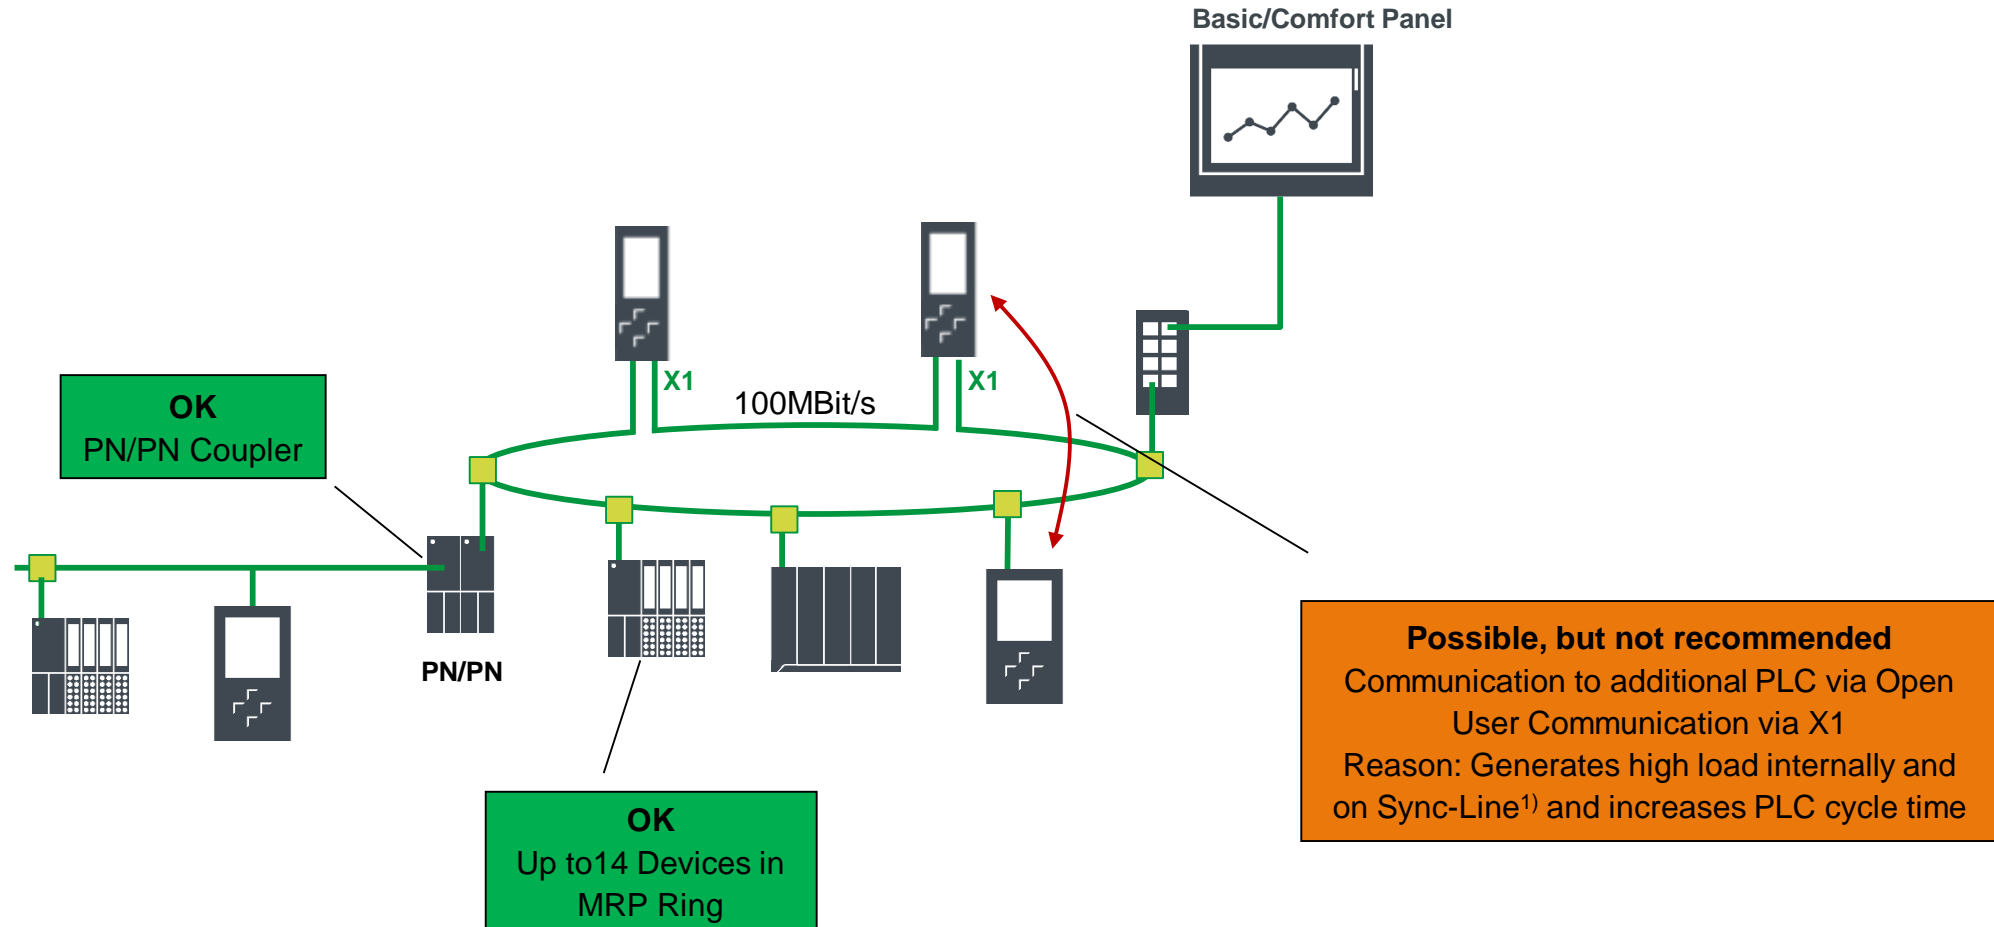 Basic/Comfort Panel
X1
X1
100MBit/s
OK
PN/PN Coupler
PN/PN
OK
Up to14 Devices in
MRP Ring
Possible, but not recommended
Communication to additional PLC via Open
User Communication via X1
Reason: Generates high load internally and
on Sync-Line1) and increases PLC cycle time